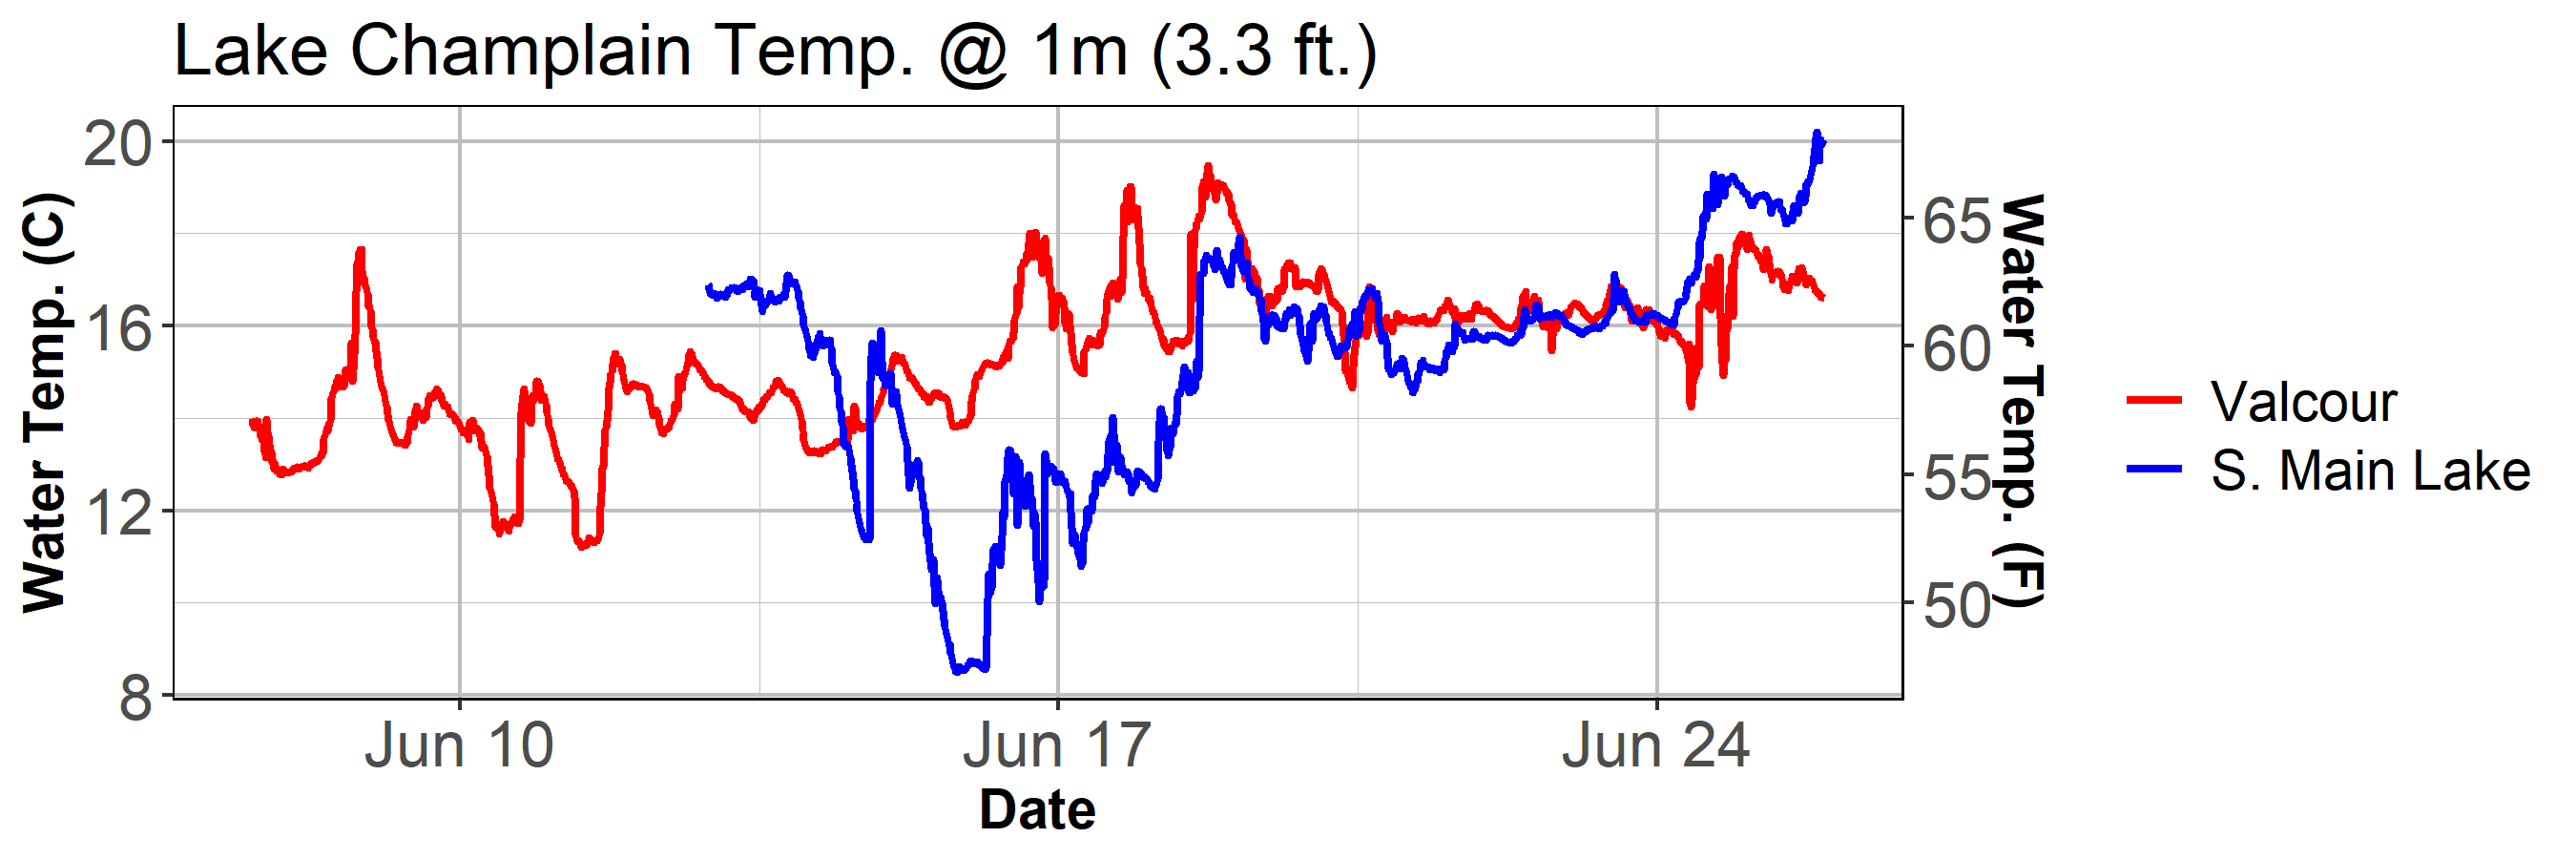 Lake Champlain Temp. @ 1m (3.3 ft.)
Water Temp. (C)
20
16
12
8
Jun 10
Jun 17
Jun 24
Date
65
60
55
50
Water Temp. (F)
Valcour
S. Main Lake